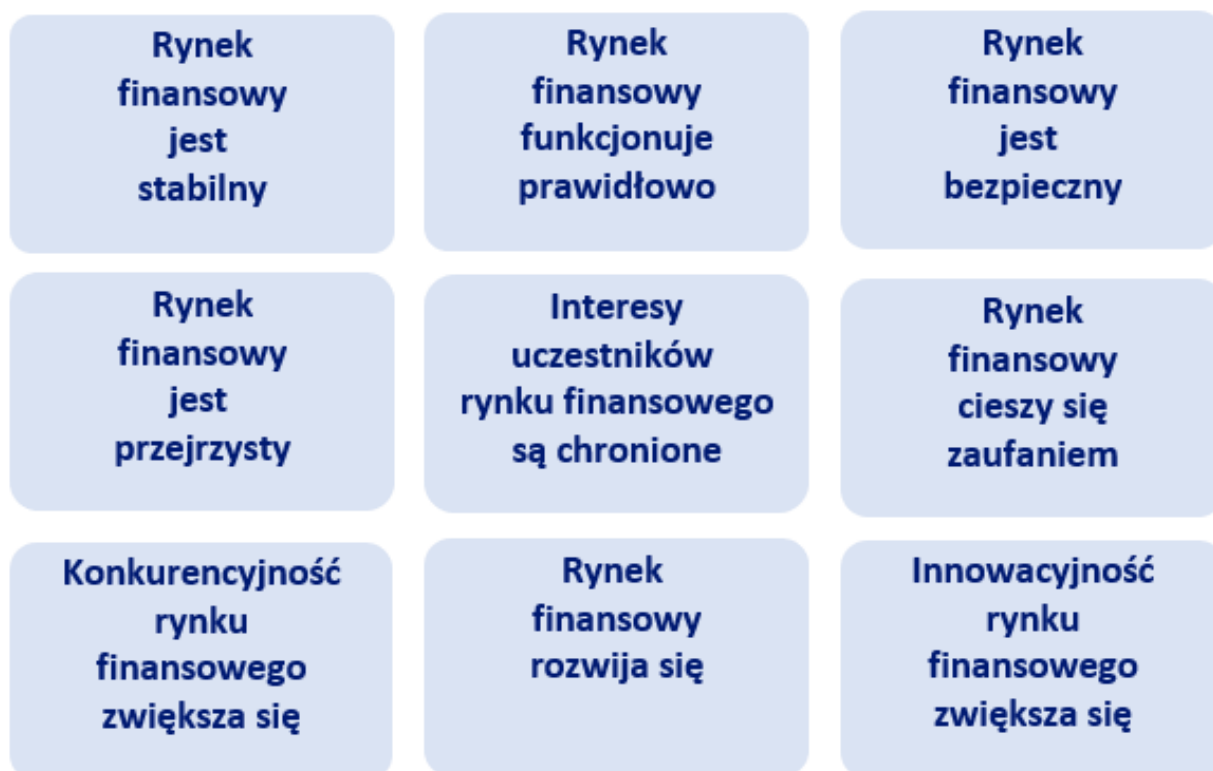 Rynek
finansowy
jest
stabilny
Rynek
finansowy
funkcjonuje
prawidłowo
Rynek
finansowy
jest
bezpieczny
Rynek
finansowy
jest
przejrzysty
Interesy
uczestników
rynku finansowego
są chronione
Rynek
finansowy
cieszy się
zaufaniem
Konkurencyjność
rynku
finansowego
zwiększa się
Rynek
finansowy
rozwija się
Innowacyjność
rynku
finansowego
zwiększa się